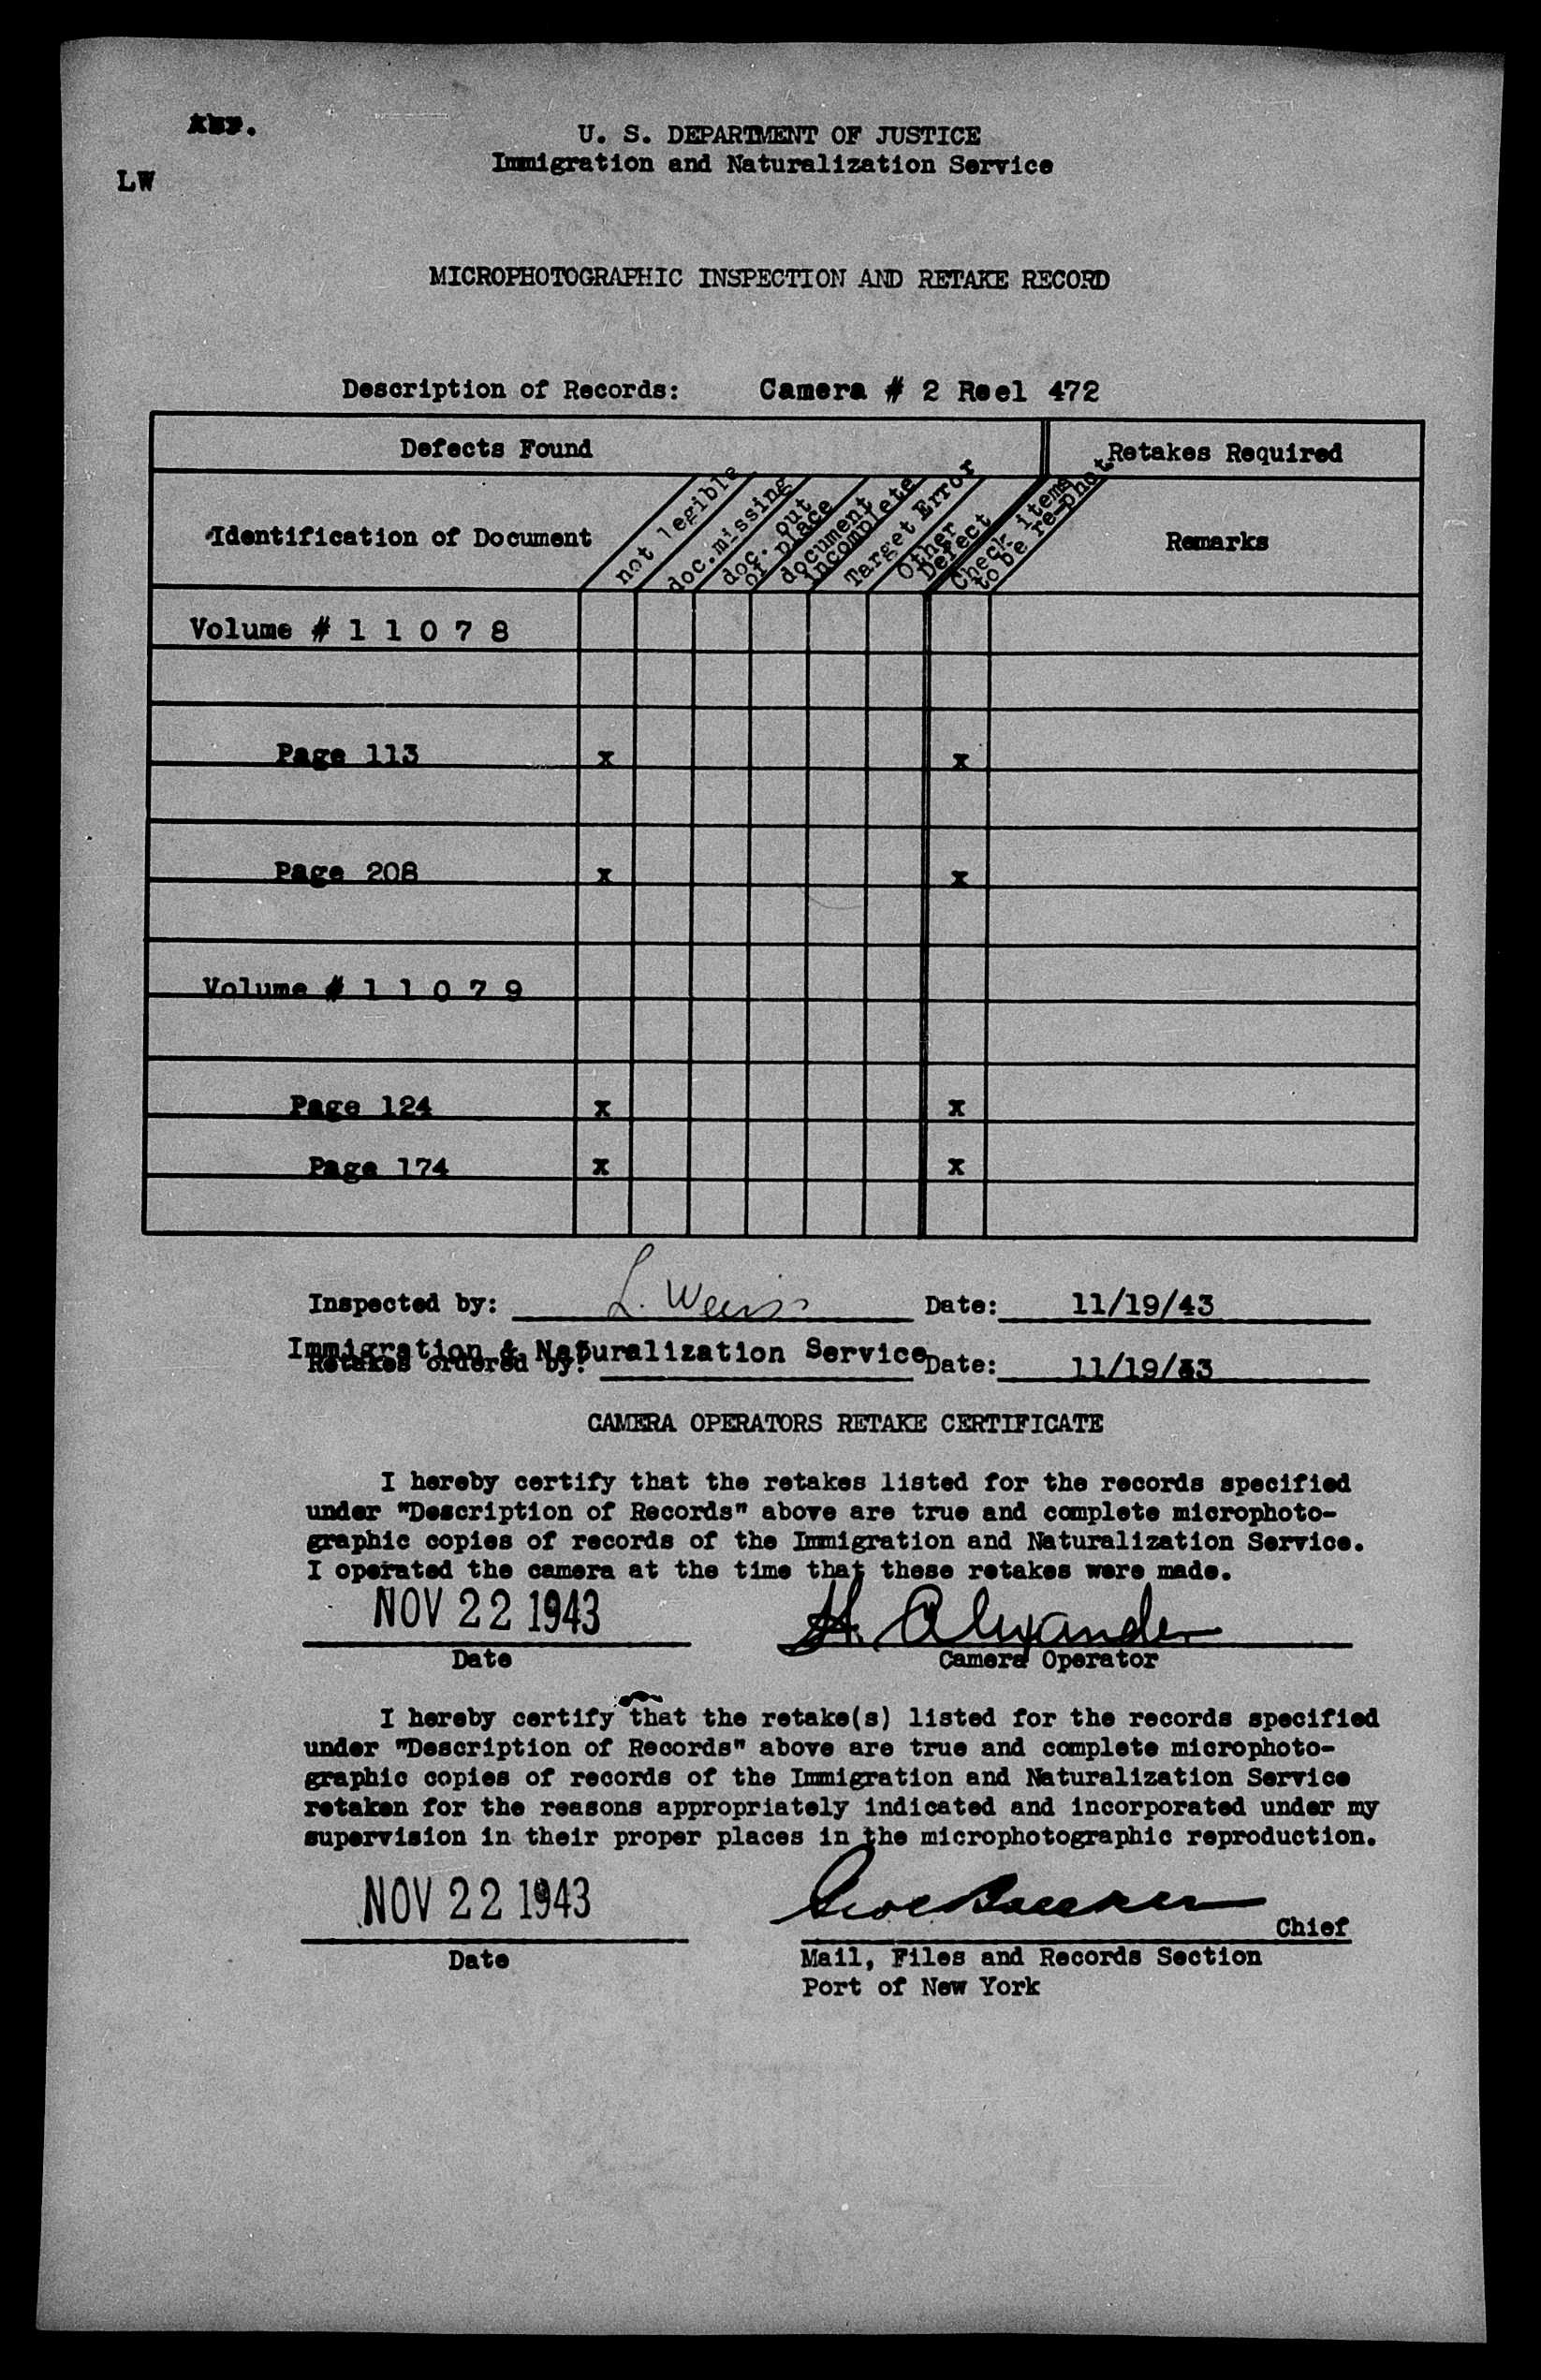 LW
U. S. DEPARTMENT OF JUSTICE
Immigration and Naturalization Service
MICROPHOTOGRAPHIC INSPECTION AND RETAKE RECORD
Description of Records: Camera # 2 Reel 472
Defects Found Retakes Required
Identification of Document
not legible
doc.missing
doc. out
of place
document
incomplete
Target Error
Other
Defect
Check items
to be re-phot
Remarks
Volume # 1 1 0 7 8
Page 113 x x
Page 208 x x
Volume # 1 1 0 7 9
Page 124 x x
Page 174 x x
Inspected by: L. Weiss Date: 11/19/43
Immigration & Naturalization Service
Retakes ordered by: Date: 11/19/43
CAMERA OPERATORS RETAKE CERTIFICATE
I hereby certify that the retakes listed for the records specified
under "Description of Records" above are true and complete microphoto-
graphic copies of records of the Immigration and Naturalization Service.
I operated the camera at the time that these retakes were made.
NOV 22 1943 H. Alexander
Date Camera Operator
I hereby certify that the retake(s) listed for the records specified
under "Description of Records" above are true and complete microphoto-
graphic copies of records of the Immigration and Naturalization Service
retaken for the reasons appropriately indicated and incorporated under my
supervision in their proper places in the microphotographic reproduction.
NOV 22 1943
Chief
Date Mail, Files and Records Section
Port of New York